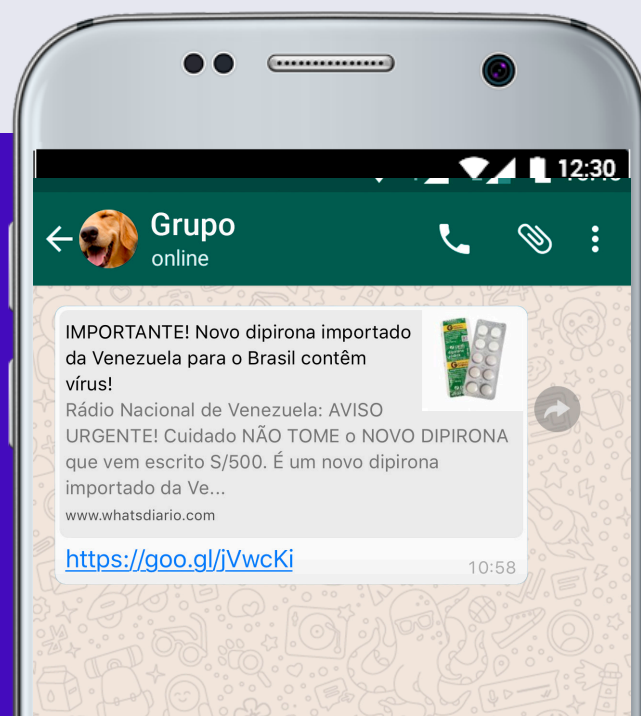 12:30
Grupo
online
IMPORTANTE! Novo dipirona importado
da Venezuela para o Brasil contêm
vírus!
Rádio Nacional de Venezuela: AVISO
URGENTE! Cuidado NÃO TOME o NOVO DIPIRONA
que vem escrito S/500. É um novo dipirona
importado da Ve...
www.whatsdiario.com
https://goo.gl/jVwcKi
10:58